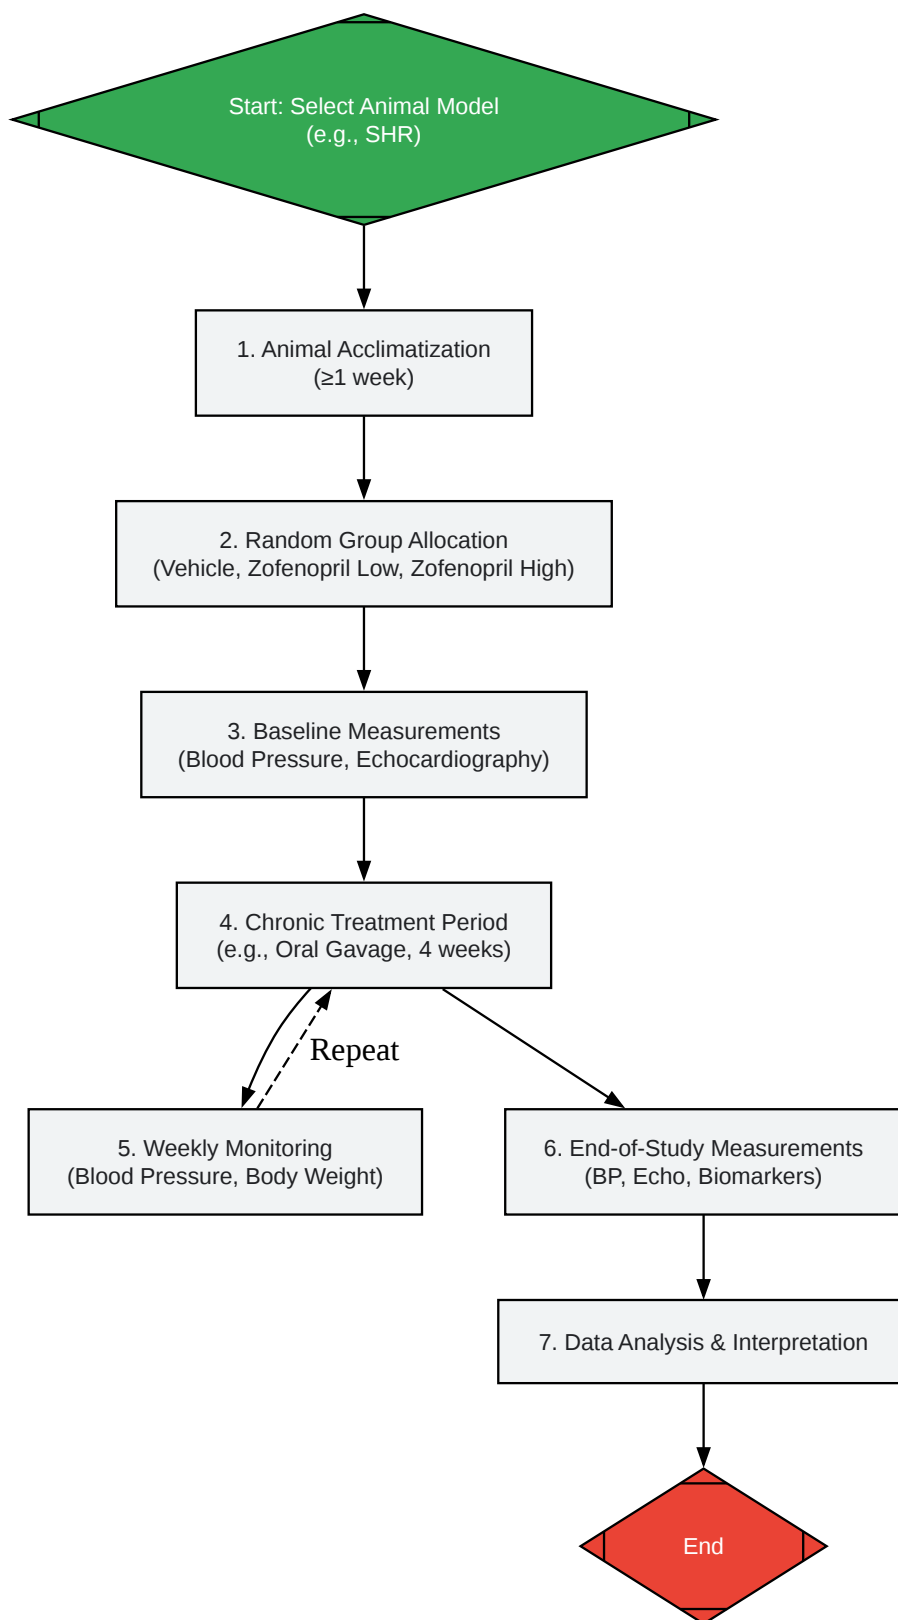 Start: Select Animal Model
(e.g., SHR)
1. Animal Acclimatization
(≥1 week)
2. Random Group Allocation
(Vehicle, Zofenopril Low, Zofenopril High)
3. Baseline Measurements
(Blood Pressure, Echocardiography)
4. Chronic Treatment Period
(e.g., Oral Gavage, 4 weeks)
Repeat
5. Weekly Monitoring
(Blood Pressure, Body Weight)
6. End-of-Study Measurements
(BP, Echo, Biomarkers)
7. Data Analysis & Interpretation
End